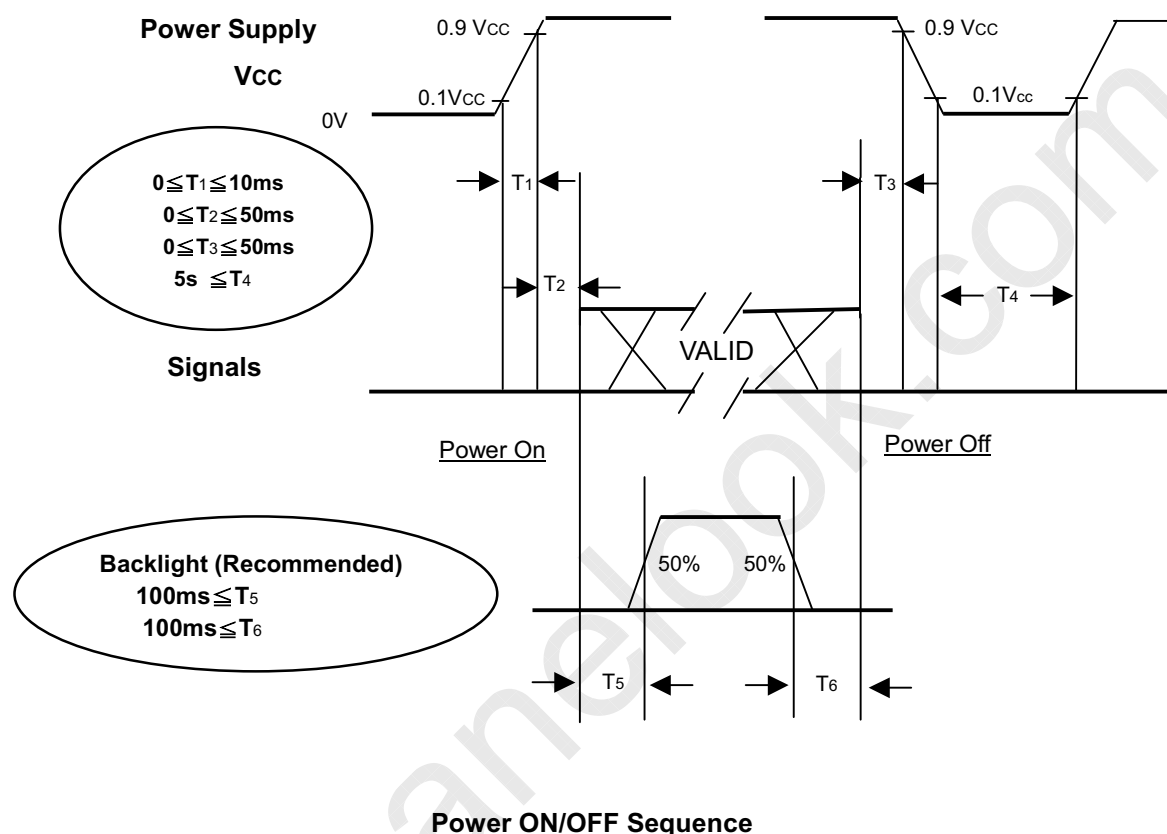 Power Supply
VCC
0.9 VCC
0.1VCC
0V
0.9 VCC
0.1Vcc
0≦T1≦10ms
0≦T2≦50ms
0≦T3≦50ms
5s ≦T4
T1
T2
T3
T4
Signals
VALID
Power On
Power Off
Backlight (Recommended)
100ms≦T5
100ms≦T6
50%
50%
T5
T6
Power ON/OFF Sequence
anelook.com